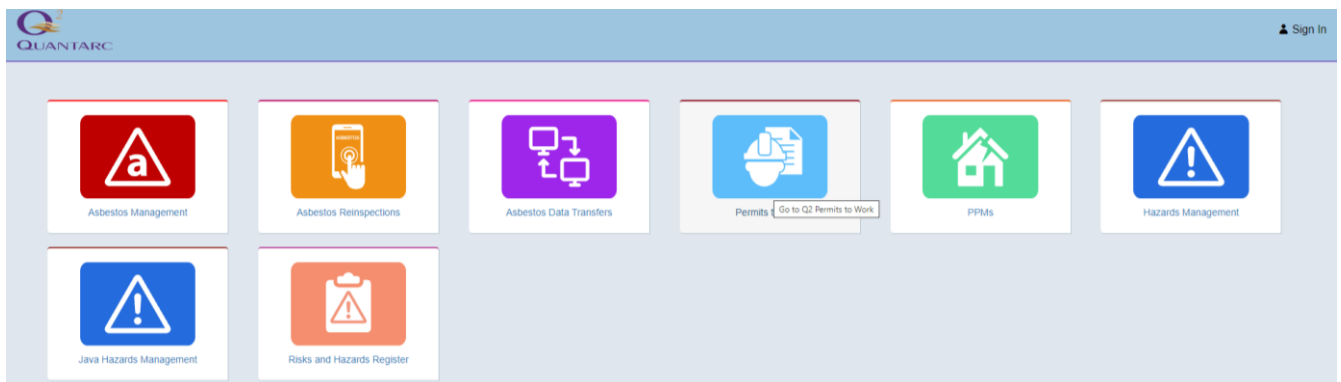 Q2
QUANTARC
Sign In
a
ASBESTOS
Asbestos Management
Asbestos Reinspections
Asbestos Data Transfers
Permits t
Go to Q2 Permits to Work
PPMs
Hazards Management
Java Hazards Management
Risks and Hazards Register